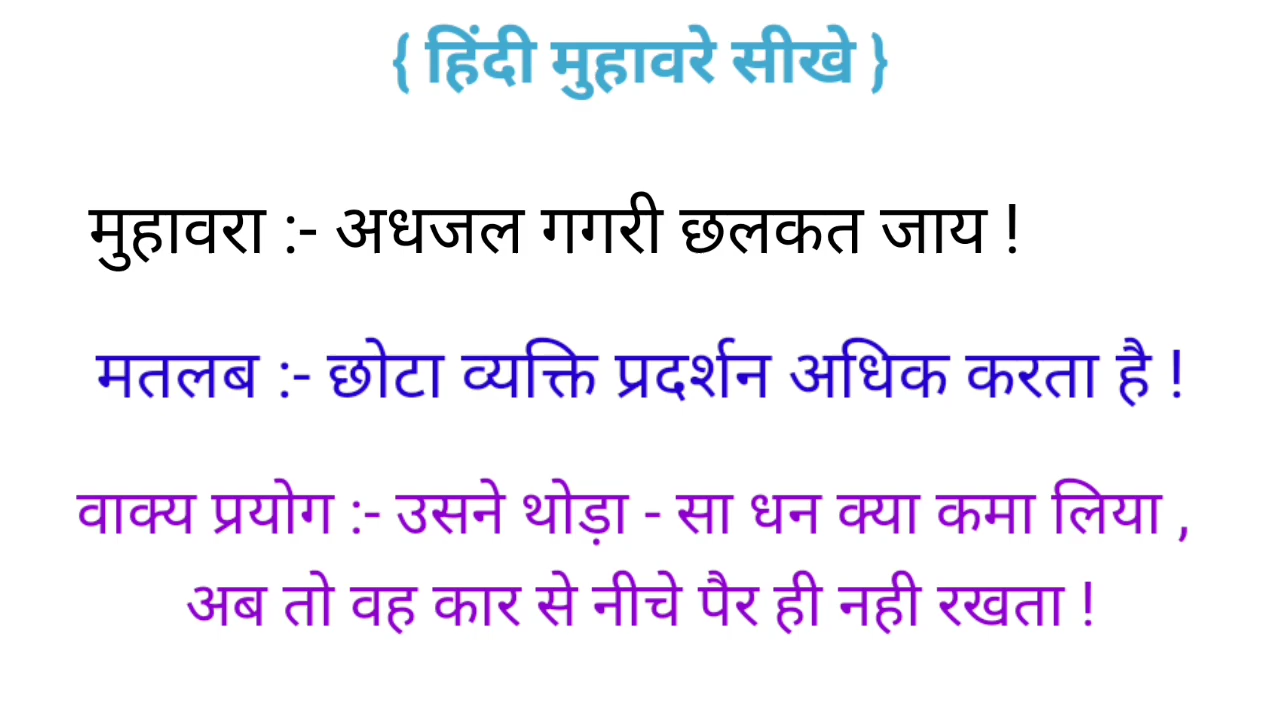 { हिंदी मुहावरे सीखे }
मुहावरा :- अधजल गगरी छलकत जाय !
मतलब :- छोटा व्यक्ति प्रदर्शन अधिक करता है !
वाक्य प्रयोग :- उसने थोड़ा - सा धन क्या कमा लिया ,
अब तो वह कार से नीचे पैर ही नही रखता !